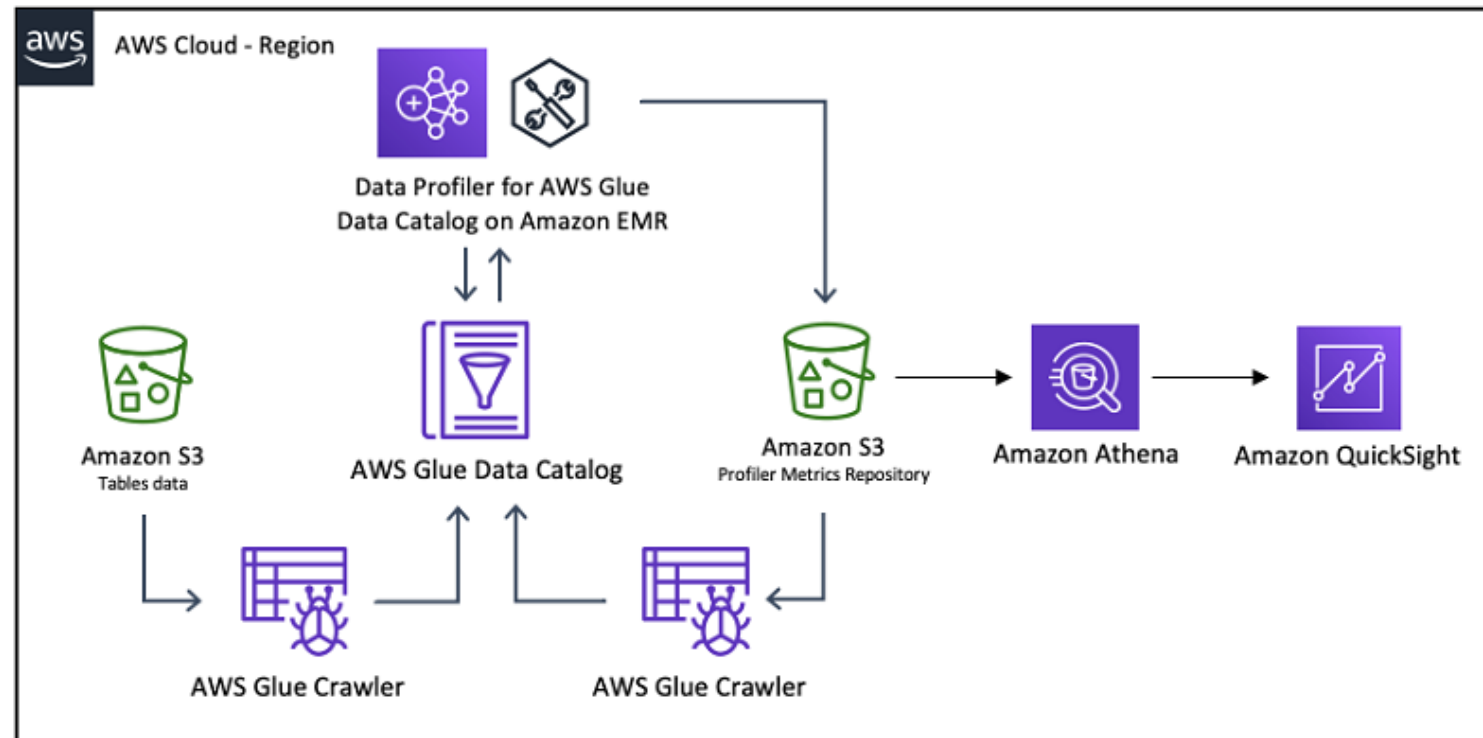 aws
AWS Cloud - Region
Data Profiler for AWS Glue
Data Catalog on Amazon EMR
Amazon S3
Tables data
AWS Glue Data Catalog
Amazon S3
Profiler Metrics Repository
Amazon Athena
Amazon QuickSight
AWS Glue Crawler
AWS Glue Crawler